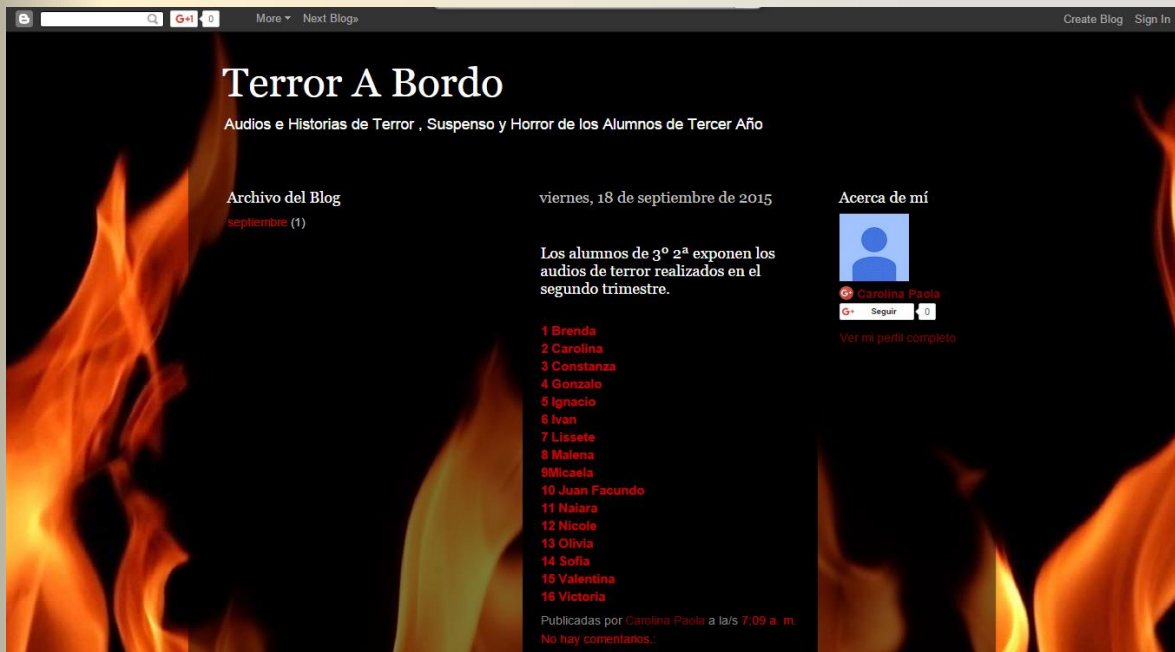 G+1 0 More Next Blog» Create Blog Sign In
Terror A Bordo
Audios e Historias de Terror , Suspenso y Horror de los Alumnos de Tercer Año
Archivo del Blog
septiembre (1)
viernes, 18 de septiembre de 2015
Los alumnos de 3º 2ª exponen los
audios de terror realizados en el
segundo trimestre.
1 Brenda
2 Carolina
3 Constanza
4 Gonzalo
5 Ignacio
6 Ivan
7 Lissete
8 Malena
9Micaela
10 Juan Facundo
11 Naiara
12 Nicole
13 Olivia
14 Sofia
15 Valentina
16 Victoria
Publicadas por Carolina Paola a la/s 7:09 a. m.
No hay comentarios.:
Acerca de mí
G+ Carolina Paola
G+ Seguir 0
Ver mi perfil completo